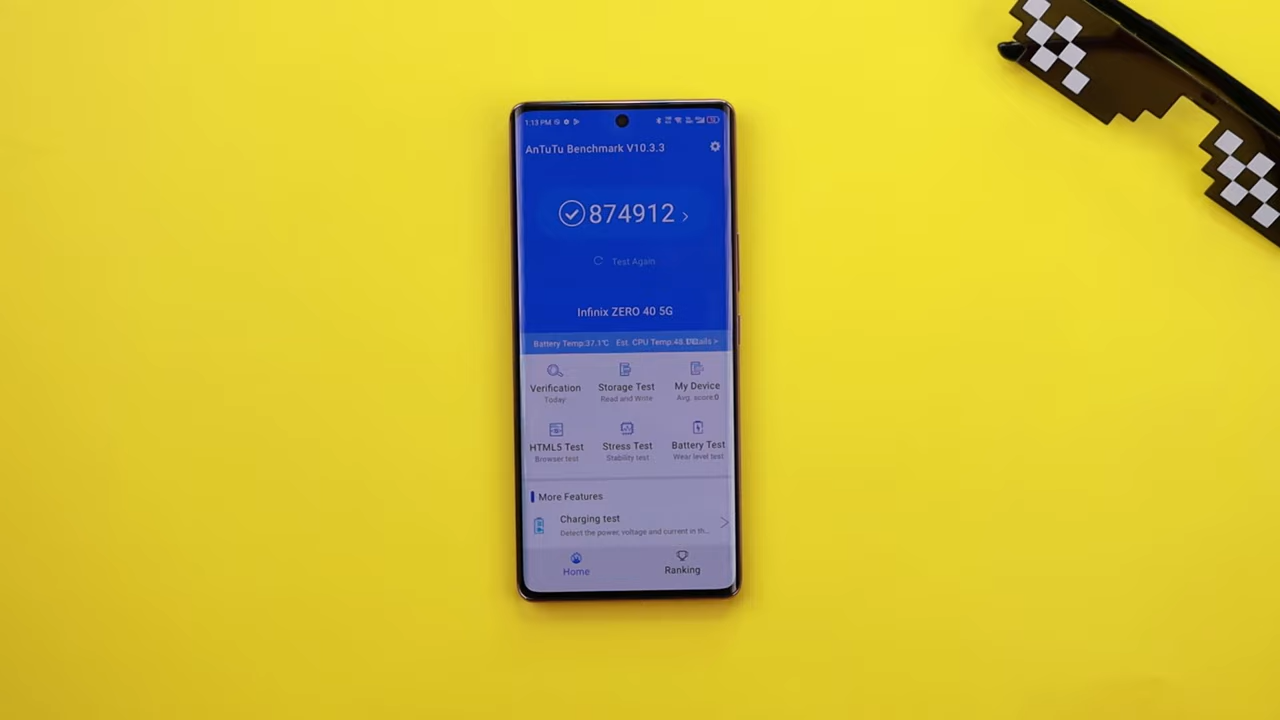 1:13 PM
AnTuTu Benchmark V10.3.3
874912 >
Test Again
Infinix ZERO 40 5G
Battery Temp:37.1°C Est. CPU Temp:48. Details >
Verification Storage Test My Device
Today Read and Write Avg. score:0
HTML5 Test Stress Test Battery Test
Browser test Stability test Wear level test
More Features
Charging test
Detect the power, voltage and current in th...
Home Ranking